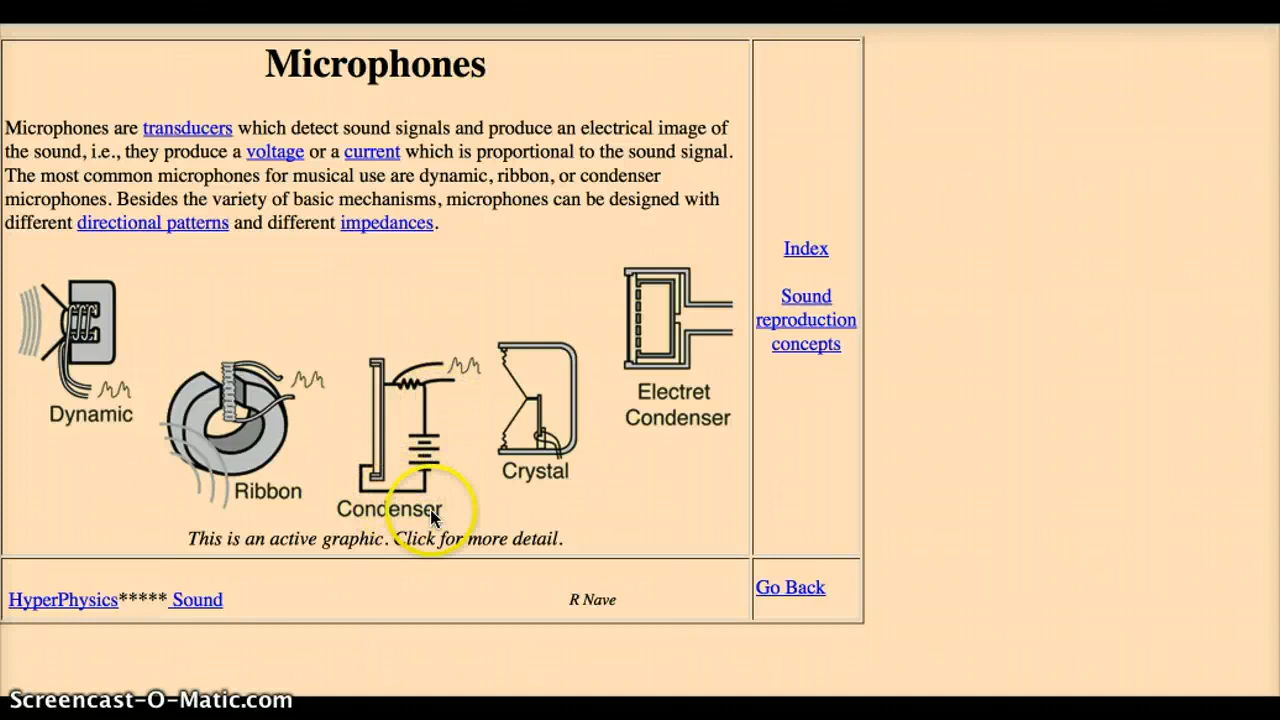 Microphones
Microphones are transducers which detect sound signals and produce an electrical image of
the sound, i.e., they produce a voltage or a current which is proportional to the sound signal.
The most common microphones for musical use are dynamic, ribbon, or condenser
microphones. Besides the variety of basic mechanisms, microphones can be designed with
different directional patterns and different impedances.
Dynamic
Ribbon
Condenser
Crystal
Electret
Condenser
This is an active graphic. Click for more detail.
Index
Sound
reproduction
concepts
HyperPhysics***** Sound
R Nave
Go Back
Screencast-O-Matic.com